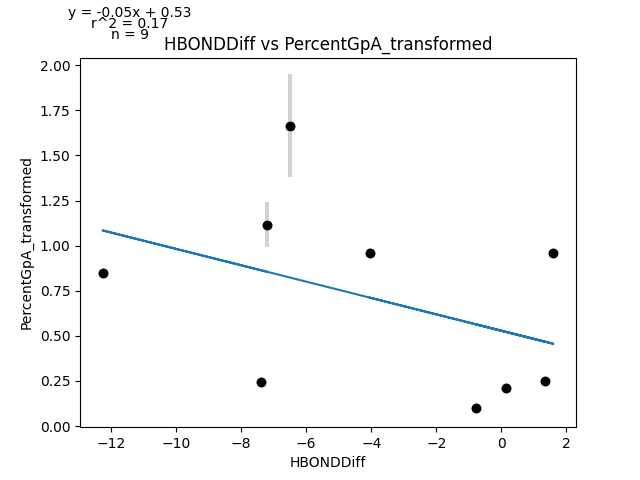 y = -0.05x + 0.53
r^2 = 0.17
n = 9
HBONDDiff vs PercentGpA_transformed
2.00
1.75
1.50
1.25
1.00
0.75
0.50
0.25
0.00
PercentGpA_transformed
−12 −10 −8 −6 −4 −2 0 2
HBONDDiff